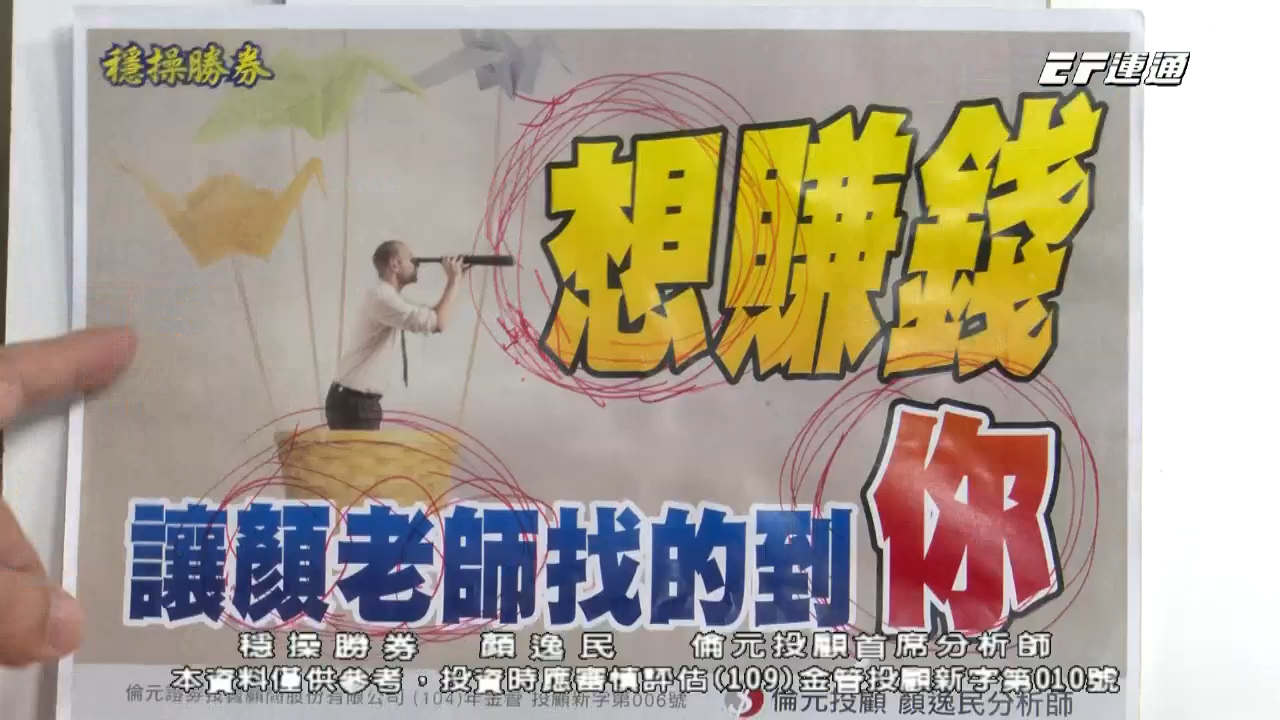 穩操勝券
EF運通
想賺錢
讓顏老師找的到
你
穩操勝券 顏逸民 倫元投顧首席分析師
本資料僅供參考，投資時應審慎評估(109)金管投顧新字第010號
倫元證券投資顧問股份有限公司 (104)年金管 投顧新字第006號
倫元投顧 顏逸民分析師